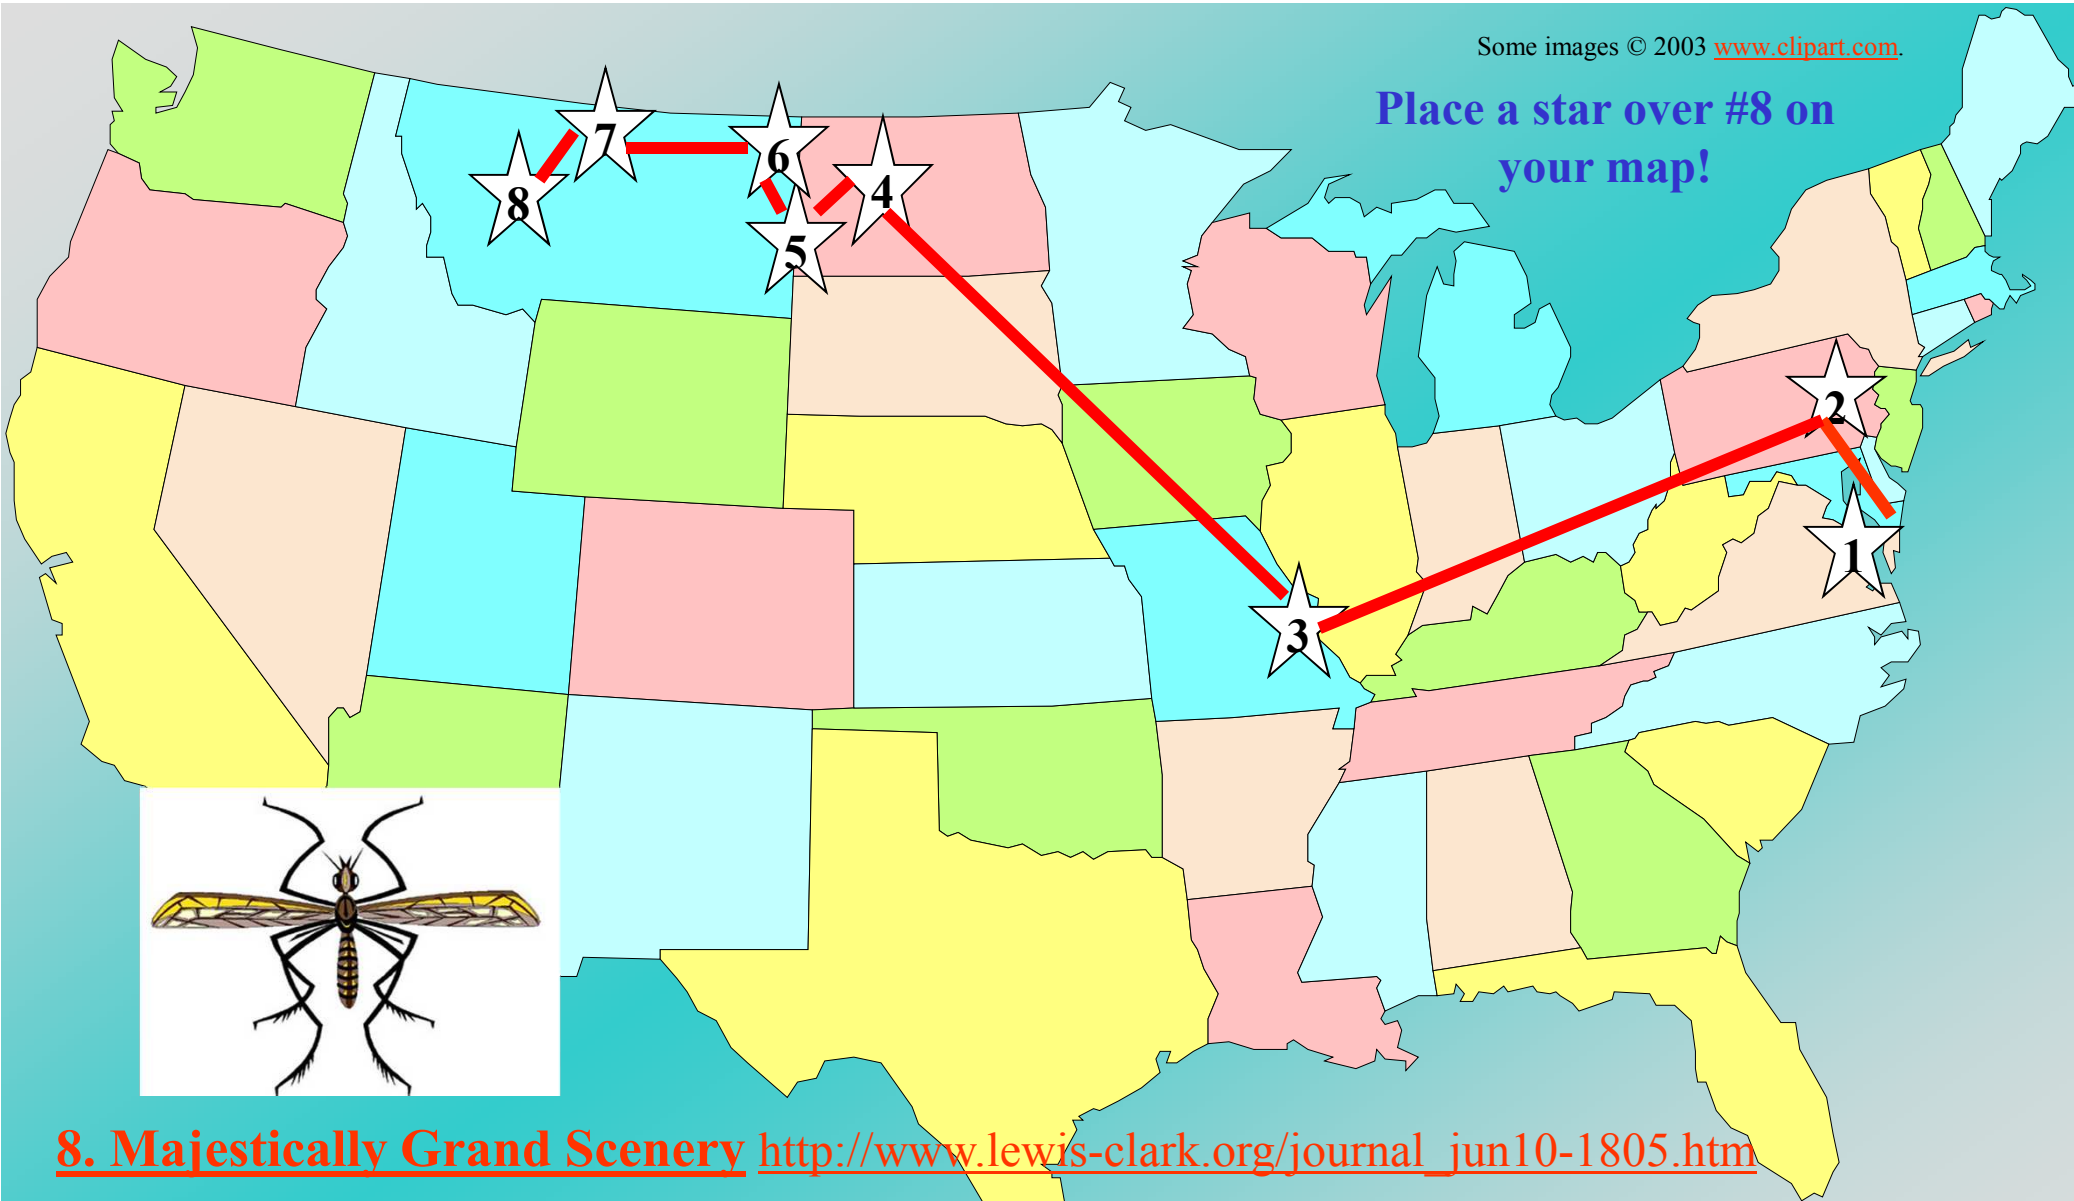 Some images © 2003 www.clipart.com.
Place a star over #8 on
your map!
7
6
4
8
5
2
1
3
8. Majestically Grand Scenery http://www.lewis-clark.org/journal_jun10-1805.htm